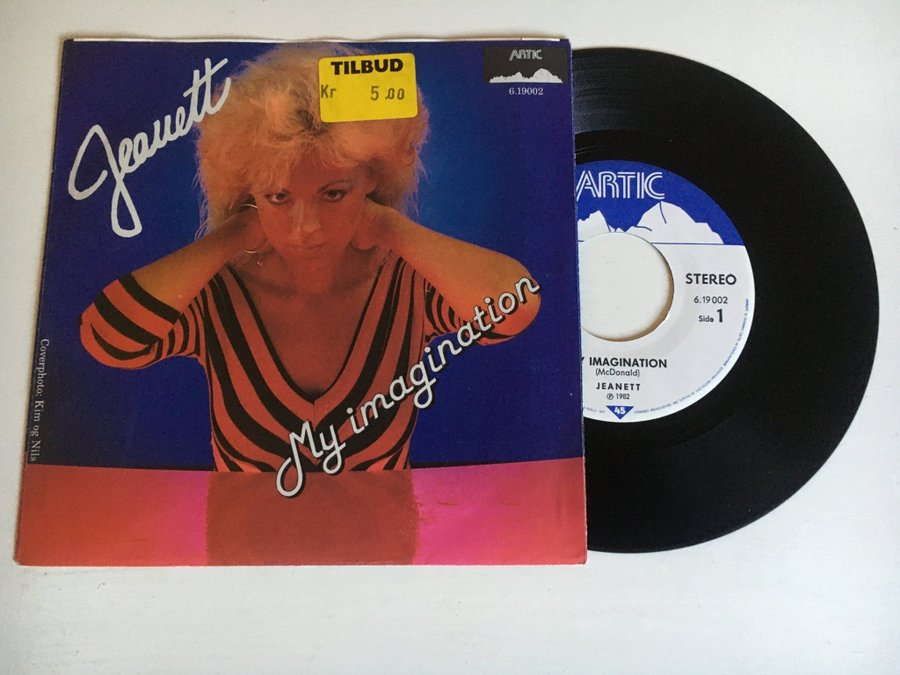 Jeanett
TILBUD
Kr 5.00
ARTIC
6.19002
My imagination
Coverphoto: Kim og Nils
ARTIC
STEREO
6.19 002
Side 1
Y IMAGINATION
(McDonald)
JEANETT
℗ 1982
45